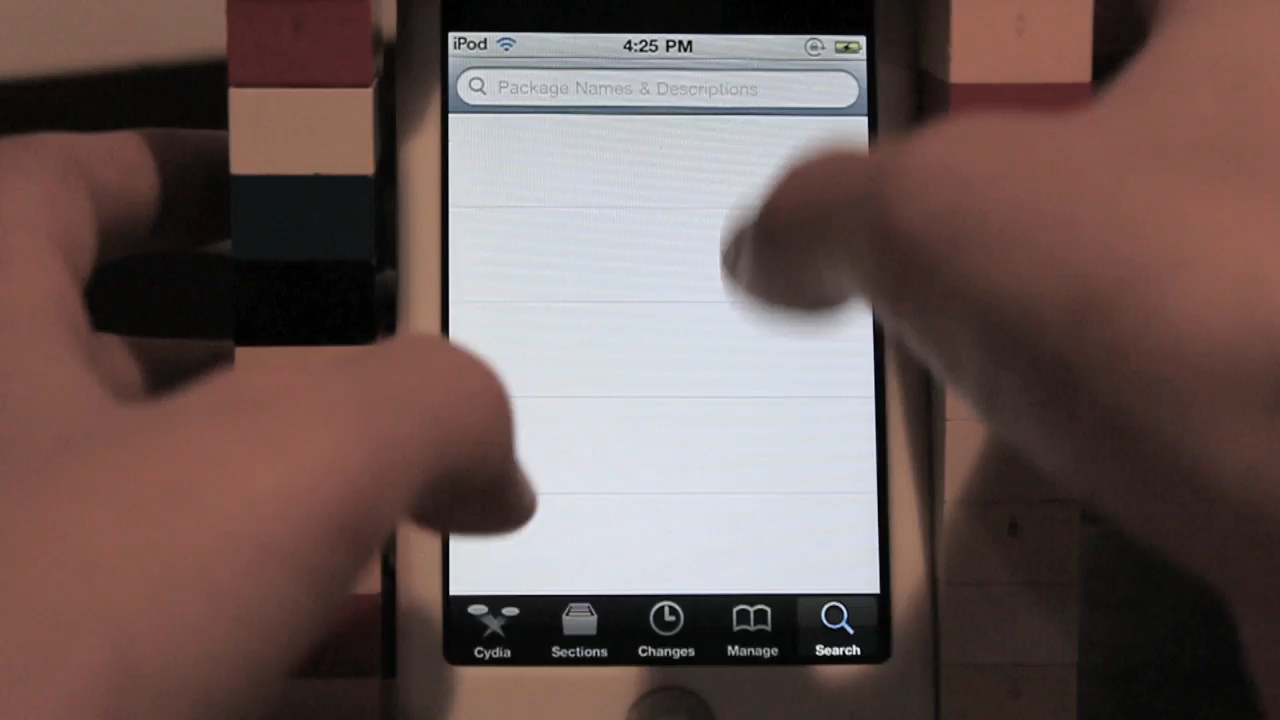 iPod 4:25 PM
Package Names & Descriptions
Cydia Sections Changes Manage Search